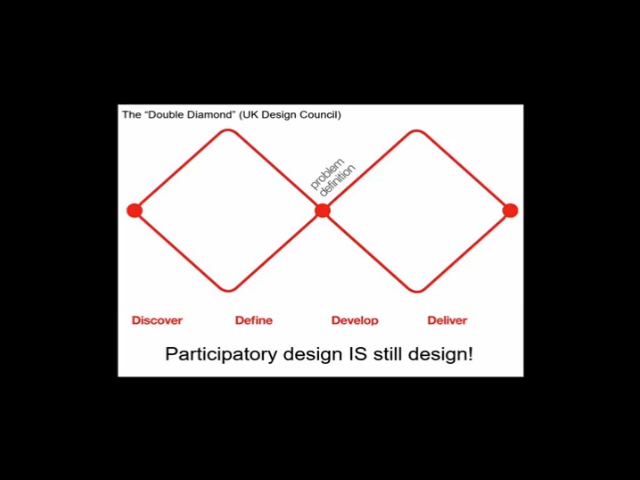 The “Double Diamond” (UK Design Council)
problem
definition
Discover Define Develop Deliver
Participatory design IS still design!